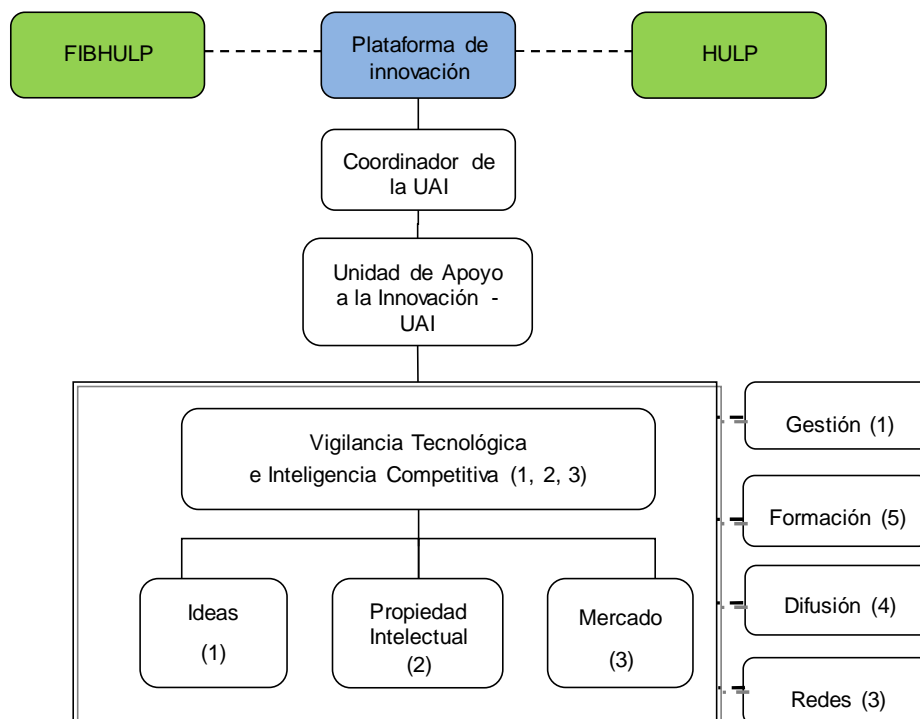 FIBHULP
Plataforma de
innovación
HULP
Coordinador de
la UAI
Unidad de Apoyo
a la Innovación -
UAI
Vigilancia Tecnológica
e Inteligencia Competitiva (1, 2, 3)
Gestión (1)
Formación (5)
Ideas
(1)
Propiedad
Intelectual
(2)
Mercado
(3)
Difusión (4)
Redes (3)